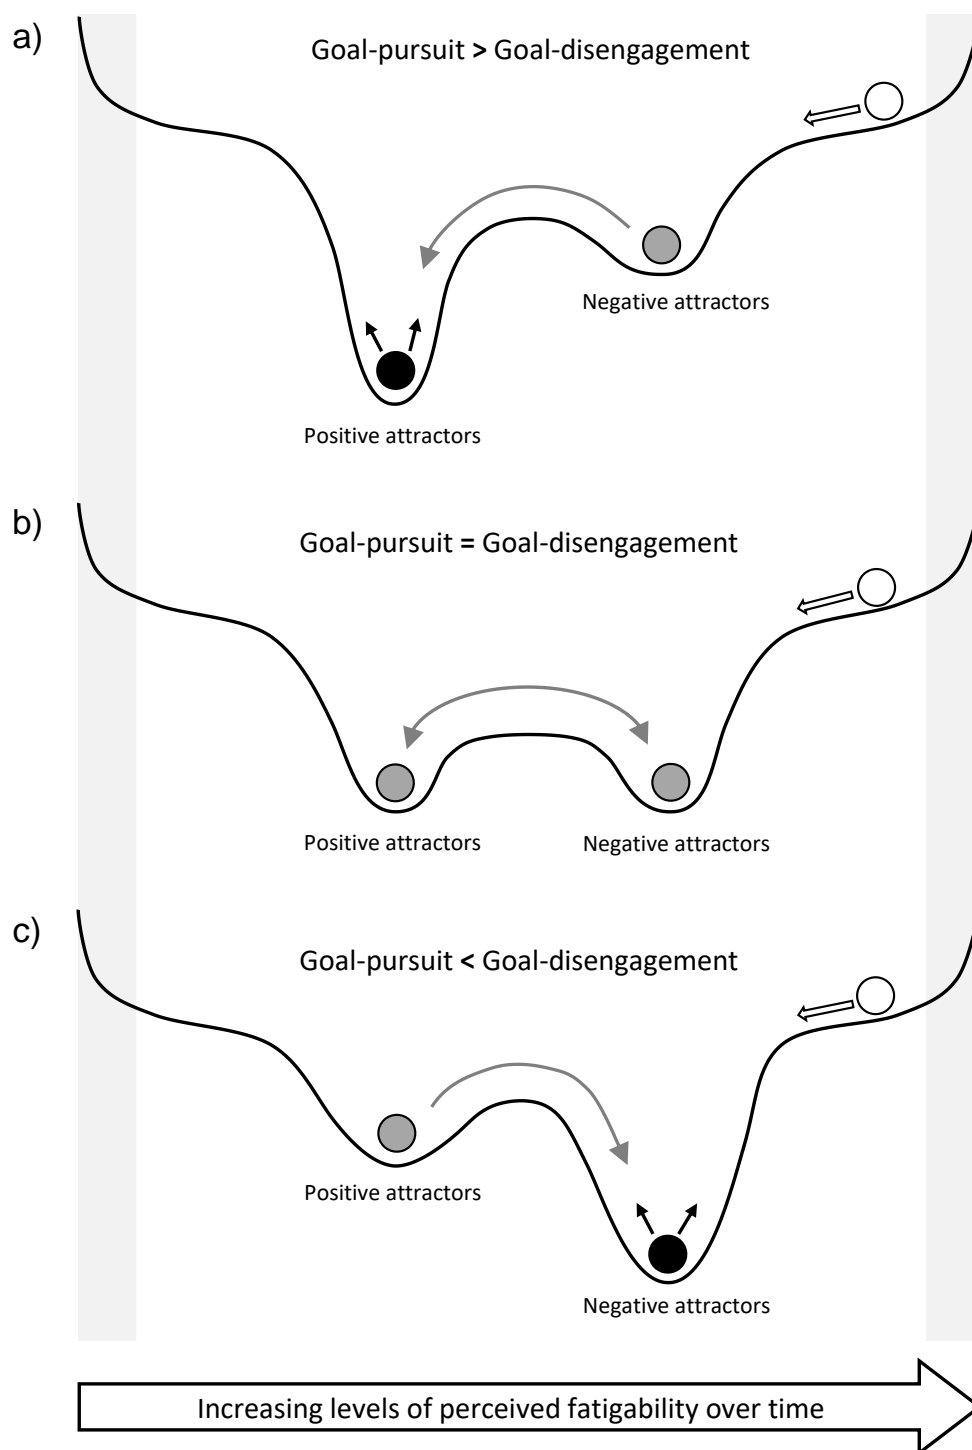 a)
Goal-pursuit > Goal-disengagement
Negative attractors
Positive attractors
b)
Goal-pursuit = Goal-disengagement
Positive attractors
Negative attractors
c)
Goal-pursuit < Goal-disengagement
Positive attractors
Negative attractors
Increasing levels of perceived fatigability over time